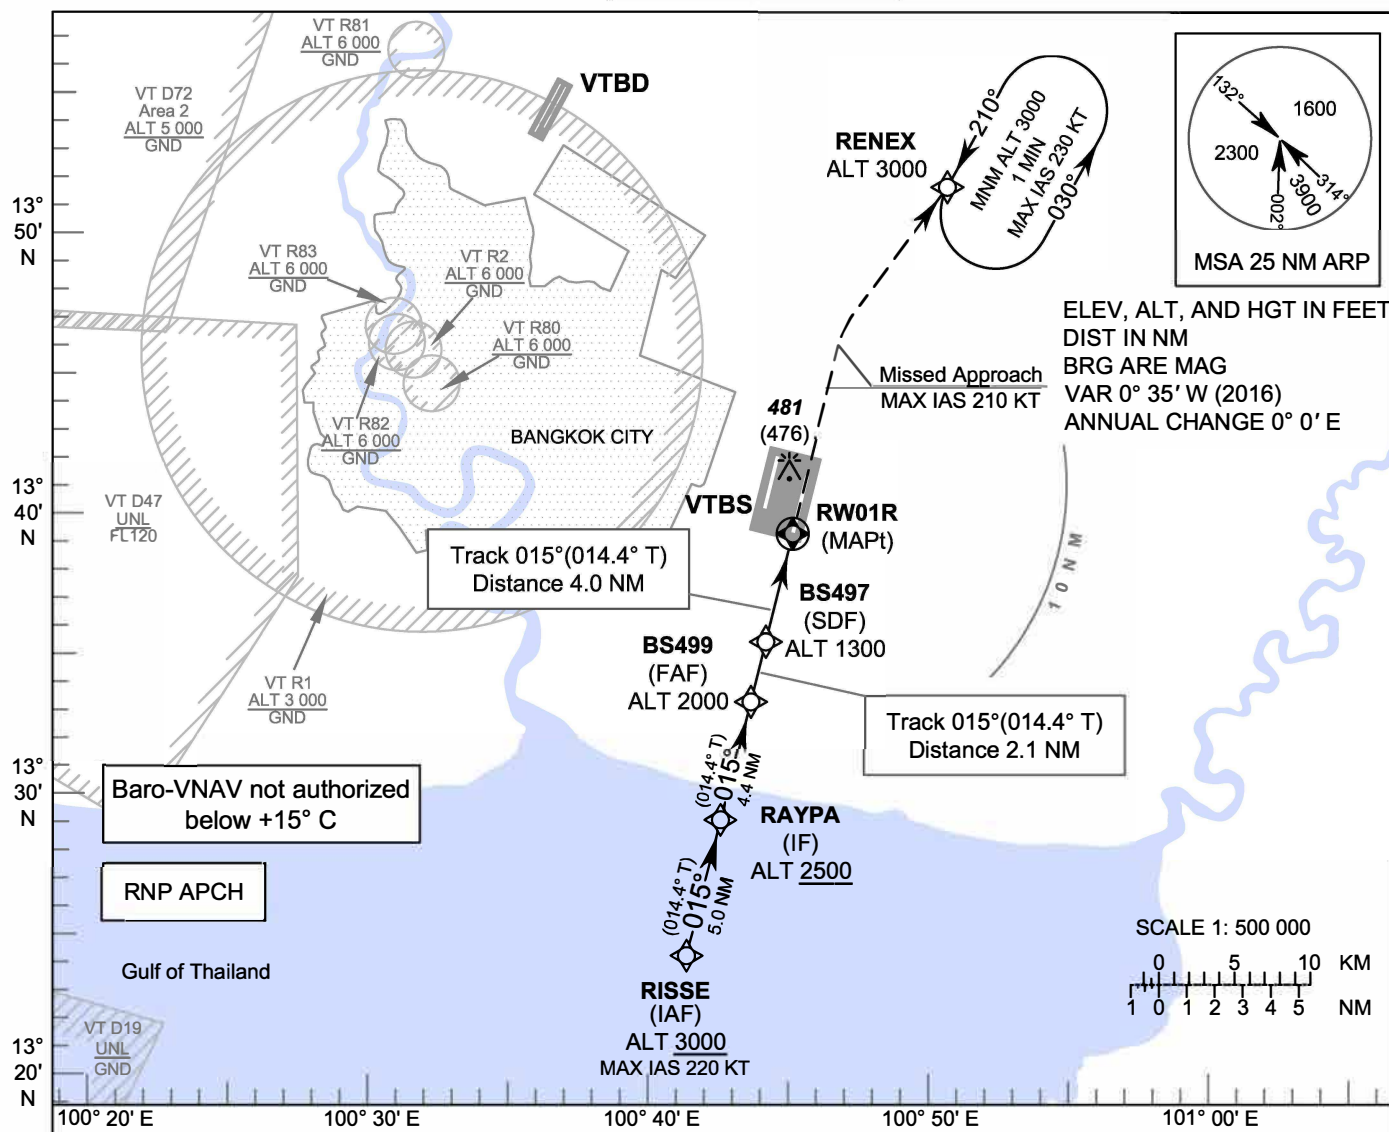 VT R81
ALT 6 000
GND
VT D72
Area 2
ALT 5 000
GND
VTBD
RENEX
ALT 3000
210°
MNM ALT 3000
1 MIN
MAX IAS 230 KT
030°
132°
1600
2300
314°
3900
002°
MSA 25 NM ARP
13°
50'
N
VT R83
ALT 6 000
GND
VT R2
ALT 6 000
GND
VT R80
ALT 6 000
GND
VT R82
ALT 6 000
GND
BANGKOK CITY
ELEV, ALT, AND HGT IN FEET
DIST IN NM
BRG ARE MAG
VAR 0° 35' W (2016)
ANNUAL CHANGE 0° 0' E
Missed Approach
MAX IAS 210 KT
481
(476)
13°
40'
N
VT D47
UNL
FL120
VTBS
RW01R
(MAPt)
Track 015°(014.4° T)
Distance 4.0 NM
10 NM
BS497
(SDF)
ALT 1300
BS499
(FAF)
ALT 2000
VT R1
ALT 3 000
GND
Track 015°(014.4° T)
Distance 2.1 NM
13°
30'
N
Baro-VNAV not authorized
below +15° C
(014.4° T)
015°
4.4 NM
RAYPA
(IF)
ALT 2500
RNP APCH
(014.4° T)
015°
5.0 NM
Gulf of Thailand
RISSE
(IAF)
ALT 3000
MAX IAS 220 KT
SCALE 1: 500 000
0 5 10 KM
1 0 1 2 3 4 5 NM
VT D19
UNL
GND
13°
20'
N
100° 20' E 100° 30' E 100° 40' E 100° 50' E 101° 00' E